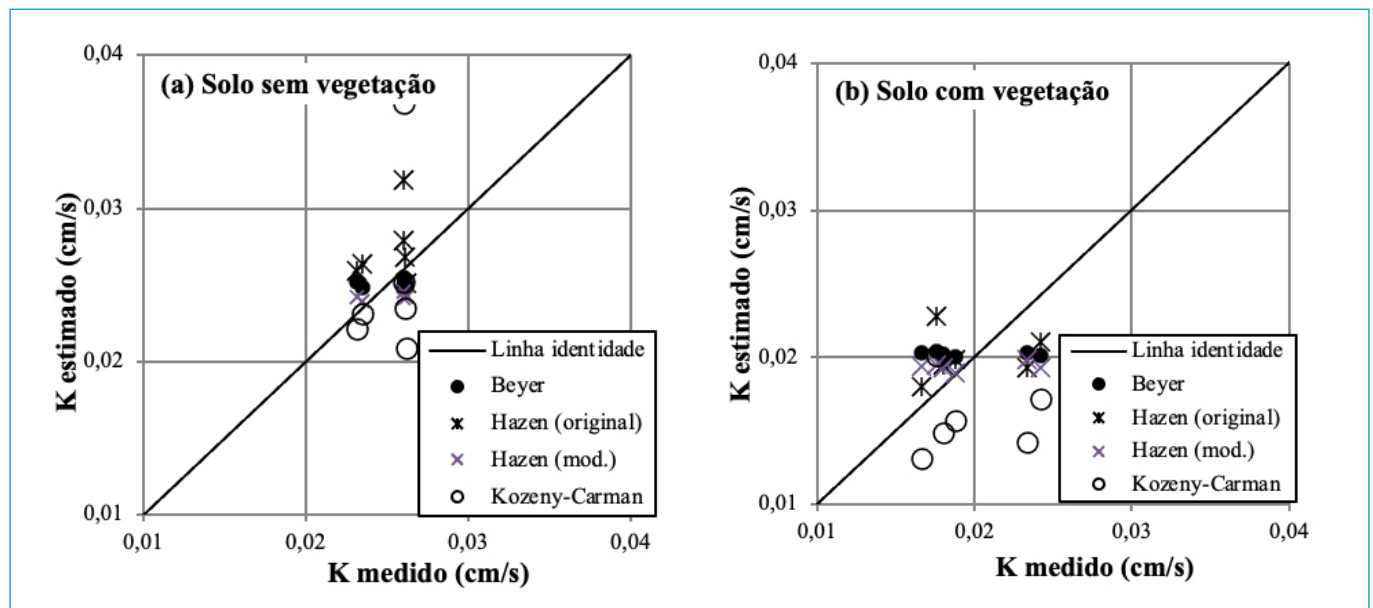 (a) Solo sem vegetação
0,04
0,03
0,02
0,01
K estimado (cm/s)
0,01
0,02
0,03
0,04
K medido (cm/s)
Linha identidade
Beyer
Hazen (original)
Hazen (mod.)
Kozeny-Carman
(b) Solo com vegetação
0,04
0,03
0,02
0,01
K estimado (cm/s)
0,01
0,02
0,03
0,04
K medido (cm/s)
Linha identidade
Beyer
Hazen (original)
Hazen (mod.)
Kozeny-Carman